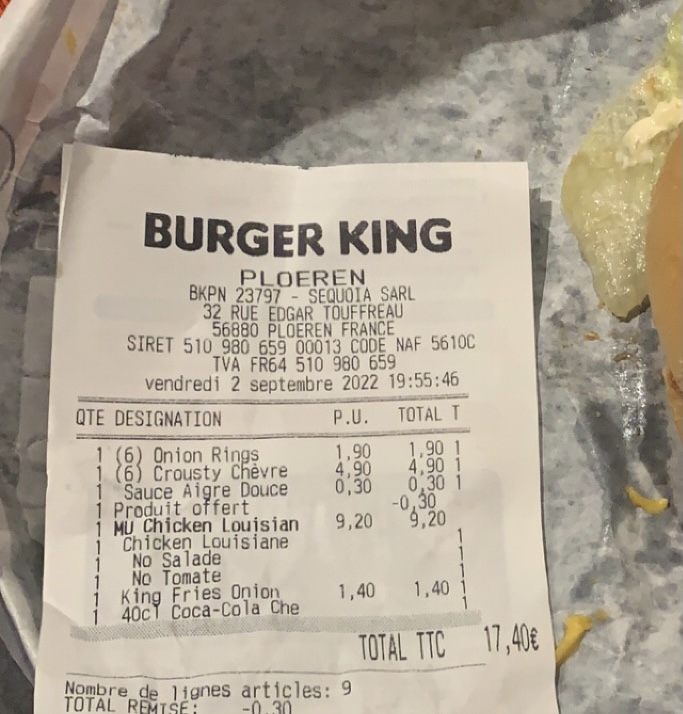 BURGER KING
PLOEREN
BKPN 23797 - SEQUOIA SARL
32 RUE EDGAR TOUFFREAU
56880 PLOEREN FRANCE
SIRET 510 980 659 00013 CODE NAF 5610C
TVA FR64 510 980 659
vendredi 2 septembre 2022 19:55:46
QTE DESIGNATION P.U. TOTAL T
1 (6) Onion Rings 1,90 1,90 1
1 (6) Crousty Chèvre 4,90 4,90 1
1 Sauce Aigre Douce 0,30 0,30 1
1 Produit offert -0,30
1 MU Chicken Louisian 9,20 9,20
1 Chicken Louisiane 1
1 No Salade 1
1 No Tomate 1
1 King Fries Onion 1,40 1,40 1
1 40cl Coca-Cola Che 1
TOTAL TTC 17,40€
Nombre de lignes articles: 9
TOTAL REMISE: -0,30